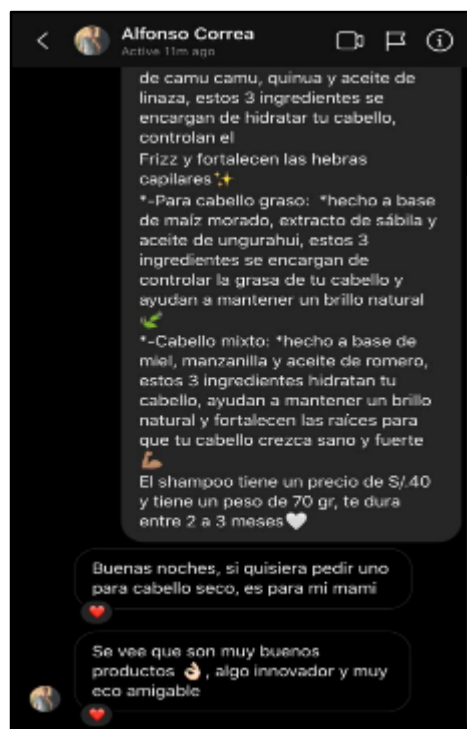 Alfonso Correa
Active 11m ago
de camu camu, quinua y aceite de
linaza, estos 3 ingredientes se
encargan de hidratar tu cabello,
controlan el
Frizz y fortalecen las hebras
capilares✨
*-Para cabello graso: *hecho a base
de maíz morado, extracto de sábila y
aceite de ungurahui, estos 3
ingredientes se encargan de
controlar la grasa de tu cabello y
ayudan a mantener un brillo natural
🌿
*-Cabello mixto: *hecho a base de
miel, manzanilla y aceite de romero,
estos 3 ingredientes hidratan tu
cabello, ayudan a mantener un brillo
natural y fortalecen las raíces para
que tu cabello crezca sano y fuerte
💪🏽
El shampoo tiene un precio de S/.40
y tiene un peso de 70 gr, te dura
entre 2 a 3 meses🤍
Buenas noches, si quisiera pedir uno
para cabello seco, es para mi mami
Se vee que son muy buenos
productos 👌🏻, algo innovador y muy
eco amigable